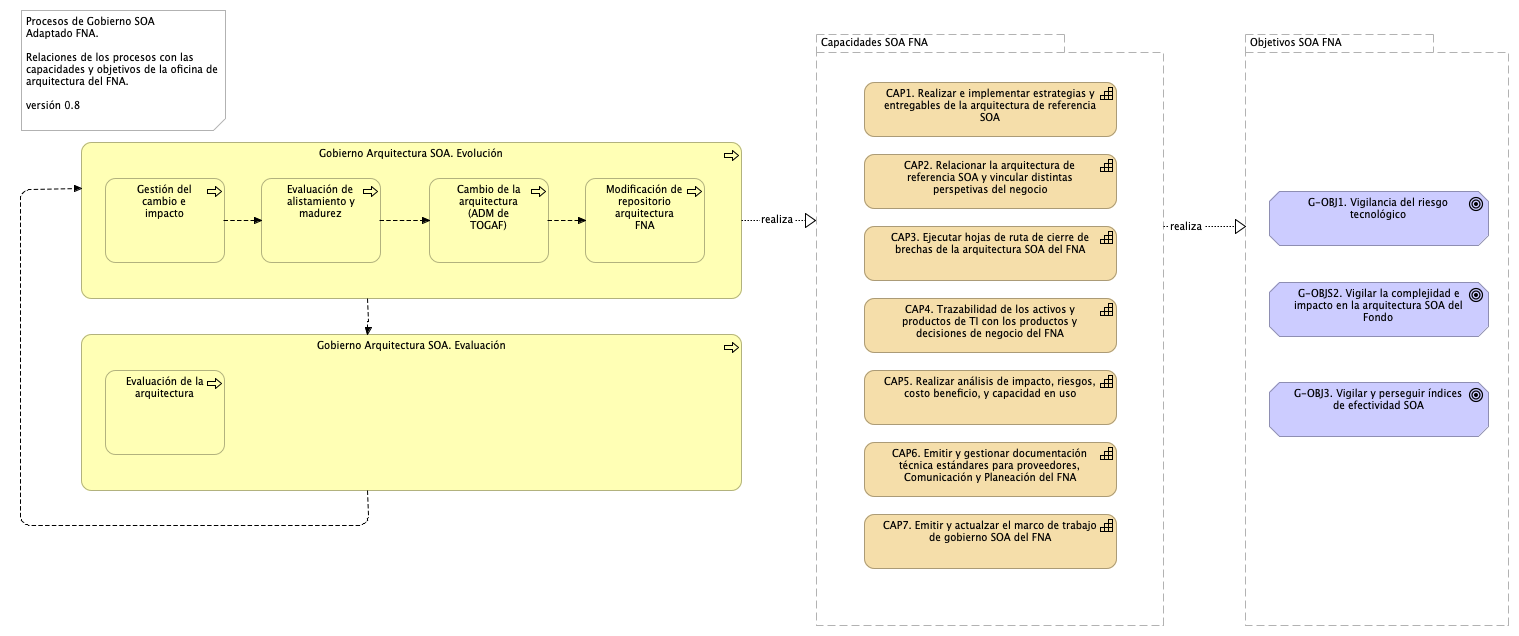 Procesos de Gobierno SOA
Adaptado FNA.
Relaciones de los procesos con las
capacidades y objetivos de la oficina de
arquitectura del FNA.
versión 0.8
Gobierno Arquitectura SOA. Evolución
Gestión del
cambio e
impacto
Evaluación de
alistamiento y
madurez
Cambio de la
arquitectura
(ADM de
TOGAF)
Modificación de
repositorio
arquitectura
FNA
Gobierno Arquitectura SOA. Evaluación
Evaluación de la
arquitectura
realiza
Capacidades SOA FNA
CAP1. Realizar e implementar estrategias y
entregables de la arquitectura de referencia
SOA
CAP2. Relacionar la arquitectura de
referencia SOA y vincular distintas
perspetivas del negocio
CAP3. Ejecutar hojas de ruta de cierre de
brechas de la arquitectura SOA del FNA
CAP4. Trazabilidad de los activos y
productos de TI con los productos y
decisiones de negocio del FNA
CAP5. Realizar análisis de impacto, riesgos,
costo beneficio, y capacidad en uso
CAP6. Emitir y gestionar documentación
técnica estándares para proveedores,
Comunicación y Planeación del FNA
CAP7. Emitir y actualzar el marco de trabajo
de gobierno SOA del FNA
realiza
Objetivos SOA FNA
G-OBJ1. Vigilancia del riesgo
tecnológico
G-OBJS2. Vigilar la complejidad e
impacto en la arquitectura SOA del
Fondo
G-OBJ3. Vigilar y perseguir índices
de efectividad SOA